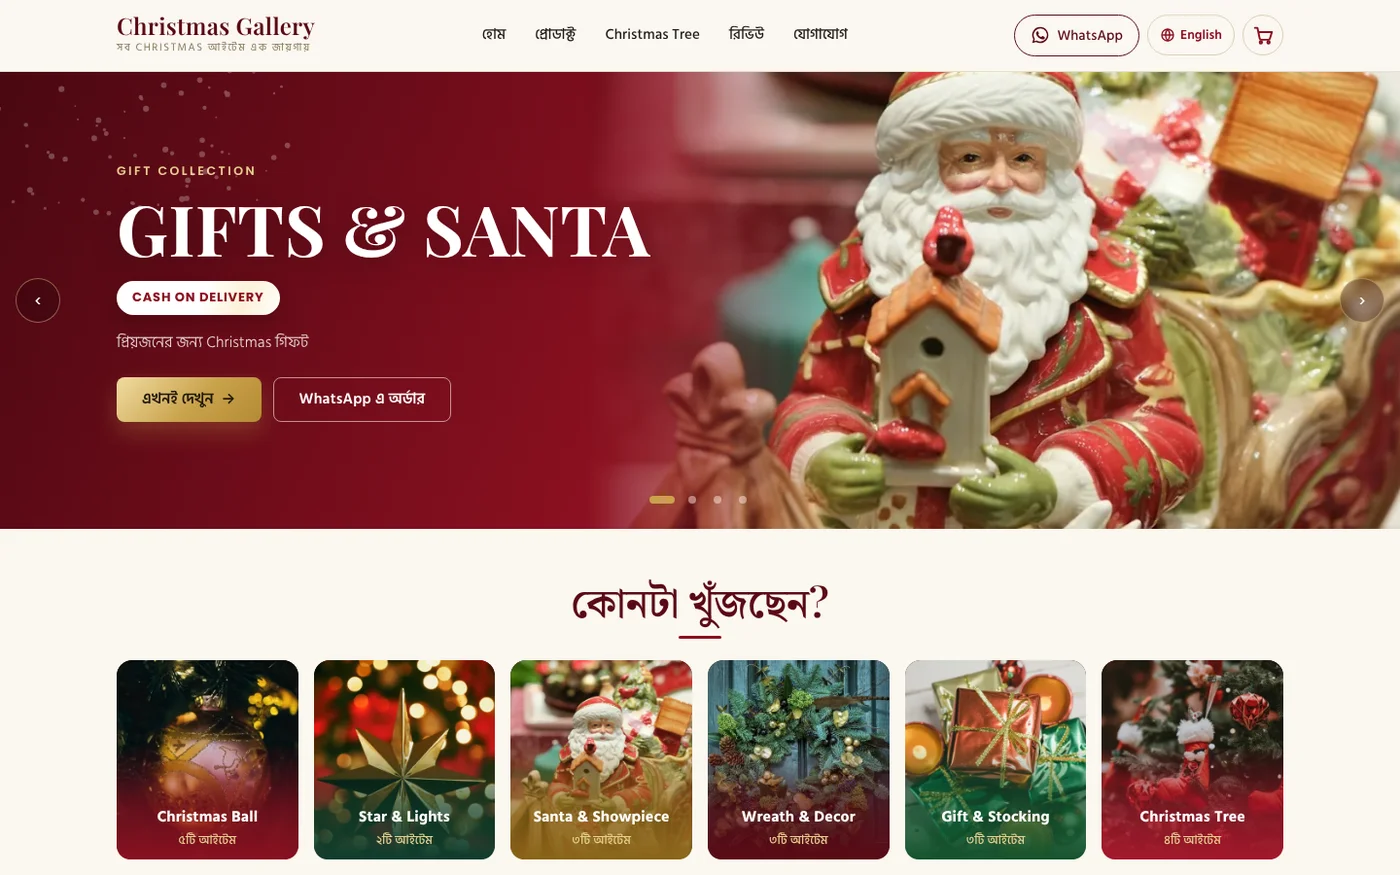 Christmas Gallery
সব CHRISTMAS আইটেম এক জায়গায়
হোম
প্রোডাক্ট
Christmas Tree
রিভিউ
যোগাযোগ
WhatsApp
English
GIFT COLLECTION
GIFTS & SANTA
CASH ON DELIVERY
প্রিয়জনের জন্য Christmas গিফট
এখনই দেখুন →
WhatsApp এ অর্ডার
কোনটা খুঁজছেন?
Christmas Ball
৫টি আইটেম
Star & Lights
২টি আইটেম
Santa & Showpiece
৩টি আইটেম
Wreath & Decor
৩টি আইটেম
Gift & Stocking
৩টি আইটেম
Christmas Tree
৪টি আইটেম